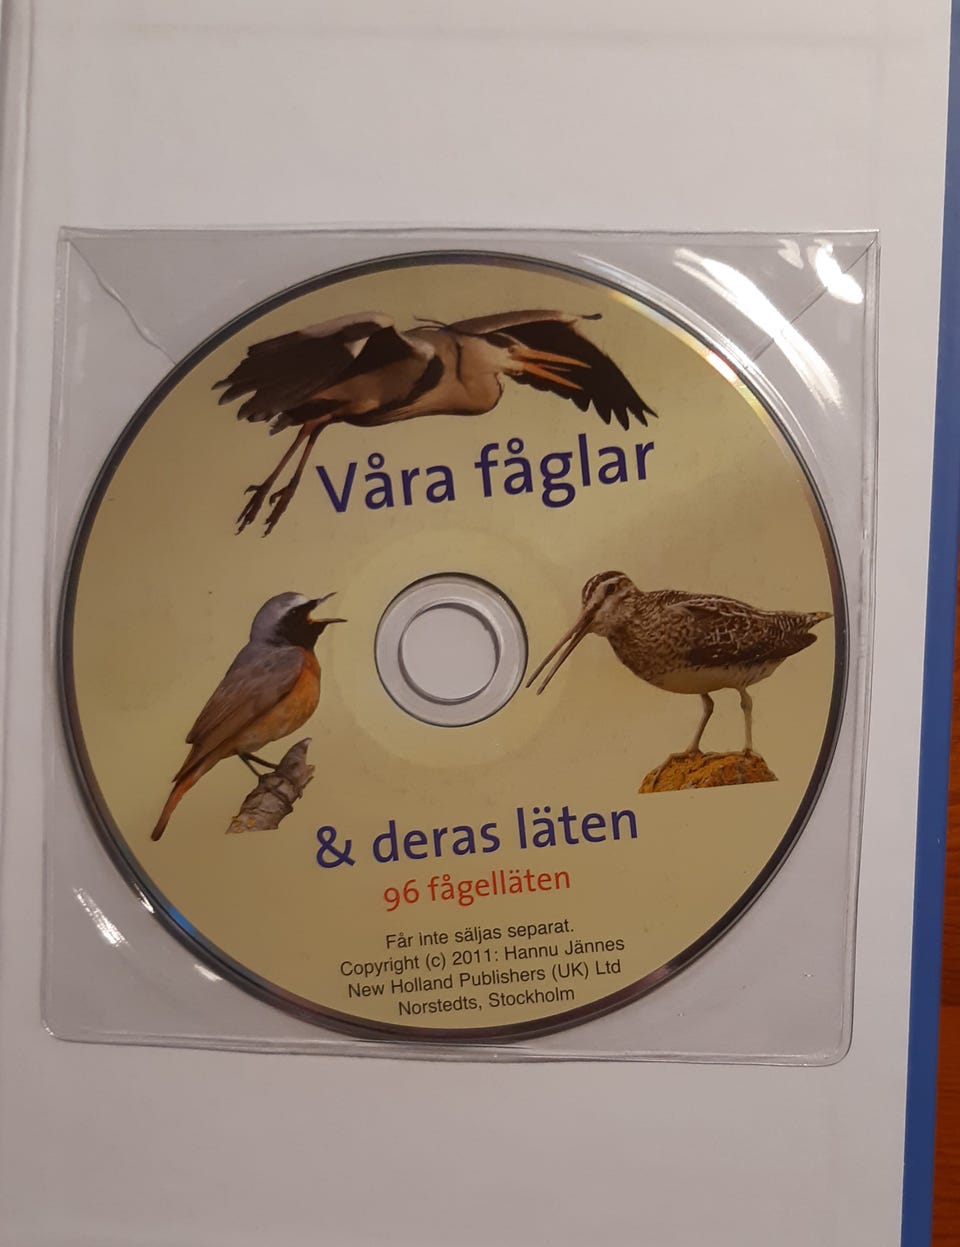 Våra fåglar
& deras läten
96 fågelläten
Får inte säljas separat.
Copyright (c) 2011: Hannu Jännes
New Holland Publishers (UK) Ltd
Norstedts, Stockholm